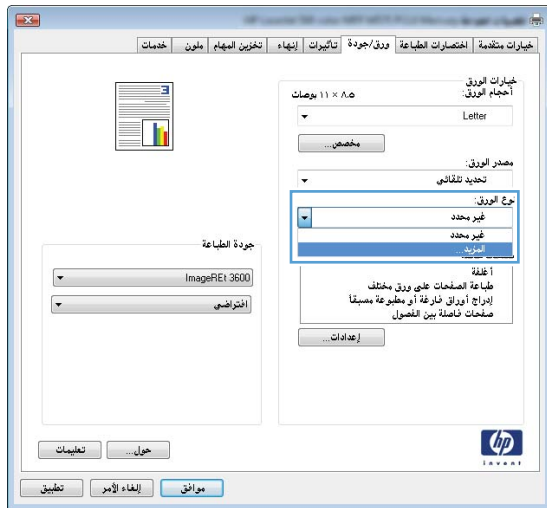 خيارات متقدمة
اختصارات الطباعة
ورق/جودة
تأثيرات
إنهاء
تخزين المهام
ملون
خدمات
خيارات الورق
أحجام الورق:
٨.٥ × ١١ بوصات
Letter
مخصص...
مصدر الورق:
تحديد تلقائي
نوع الورق:
غير محدد
غير محدد
المزيد...
أغلفة
طباعة الصفحات على ورق مختلف
إدراج أوراق فارغة أو مطبوعة مسبقاً
صفحات فاصلة بين الفصول
إعدادات...
جودة الطباعة
ImageREt 3600
افتراضي
hp
invent
حول...
تعليمات
موافق
إلغاء الأمر
تطبيق